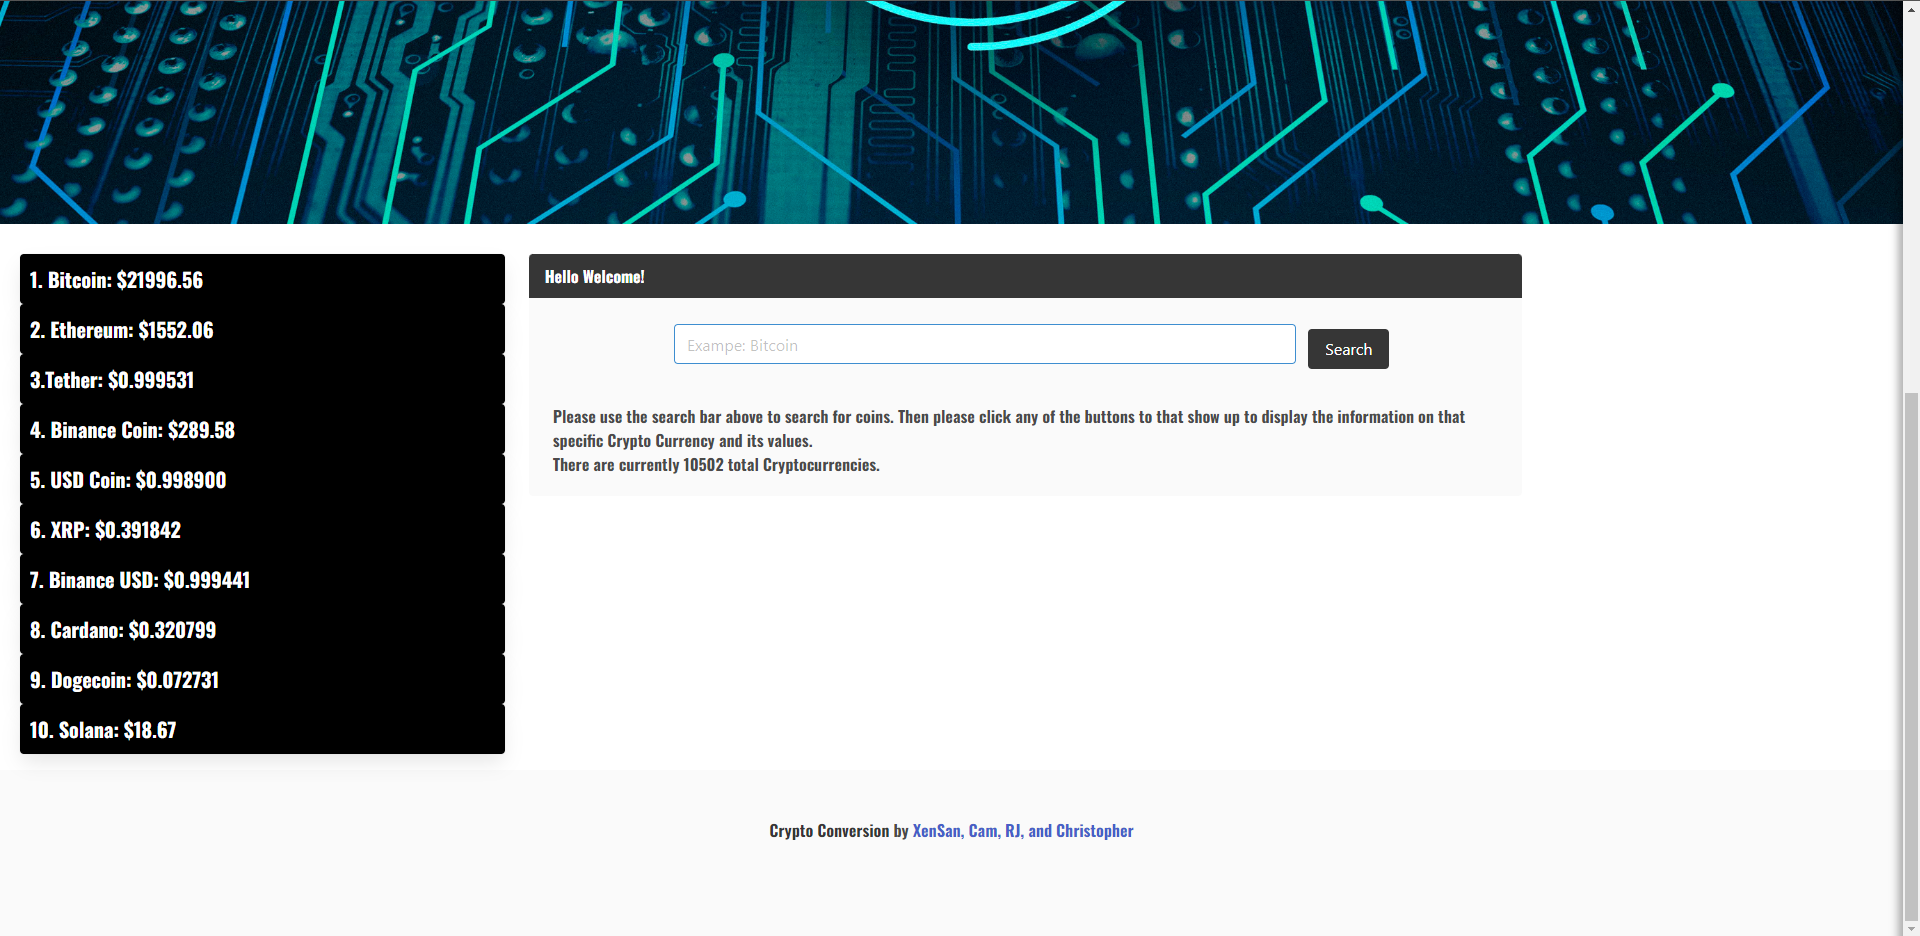 1. Bitcoin: $21996.56
2. Ethereum: $1552.06
3.Tether: $0.999531
4. Binance Coin: $289.58
5. USD Coin: $0.998900
6. XRP: $0.391842
7. Binance USD: $0.999441
8. Cardano: $0.320799
9. Dogecoin: $0.072731
10. Solana: $18.67
Hello Welcome!
Exampe: Bitcoin
Search
Please use the search bar above to search for coins. Then please click any of the buttons to that show up to display the information on that
specific Crypto Currency and its values.
There are currently 10502 total Cryptocurrencies.
Crypto Conversion by XenSan, Cam, RJ, and Christopher